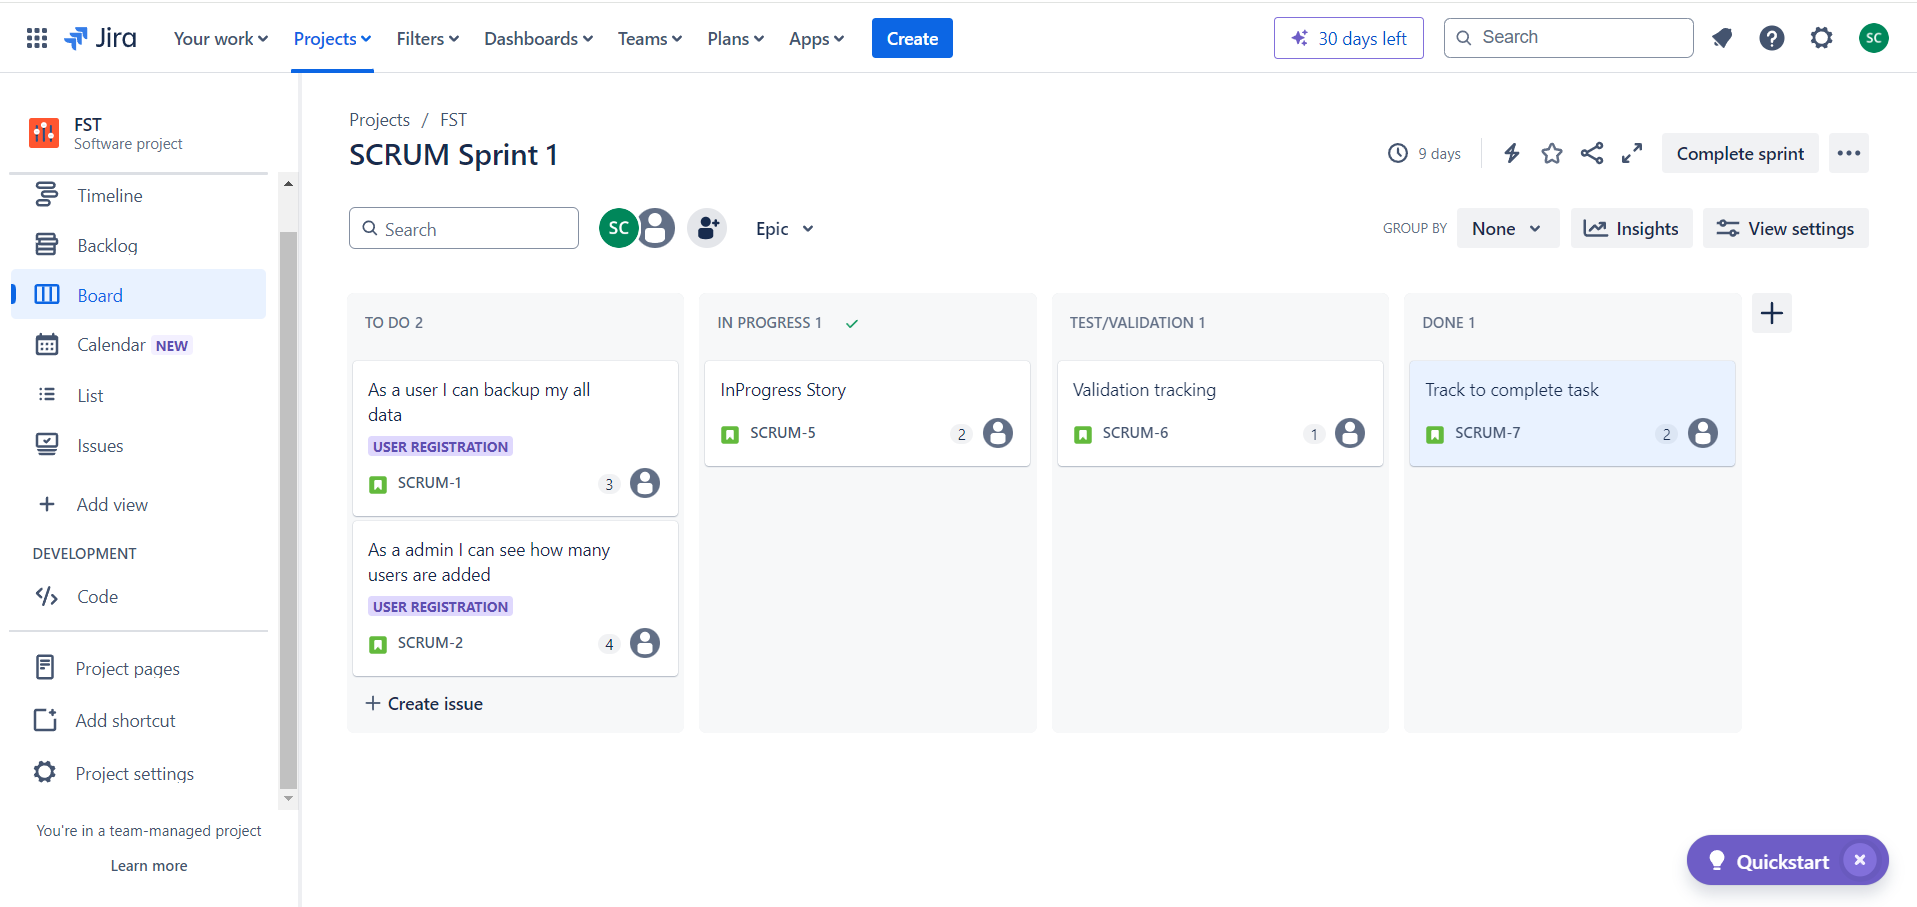 Jira
Your work
Projects
Filters
Dashboards
Teams
Plans
Apps
Create
30 days left
Search
SC
FST
Software project
Timeline
Backlog
Board
Calendar NEW
List
Issues
Add view
DEVELOPMENT
Code
Project pages
Add shortcut
Project settings
You're in a team-managed project
Learn more
Projects / FST
SCRUM Sprint 1
9 days
Complete sprint
Search
SC
Epic
GROUP BY
None
Insights
View settings
TO DO 2
As a user I can backup my all
data
USER REGISTRATION
SCRUM-1
3
As a admin I can see how many
users are added
USER REGISTRATION
SCRUM-2
4
Create issue
IN PROGRESS 1
InProgress Story
SCRUM-5
2
TEST/VALIDATION 1
Validation tracking
SCRUM-6
1
DONE 1
Track to complete task
SCRUM-7
2
Quickstart